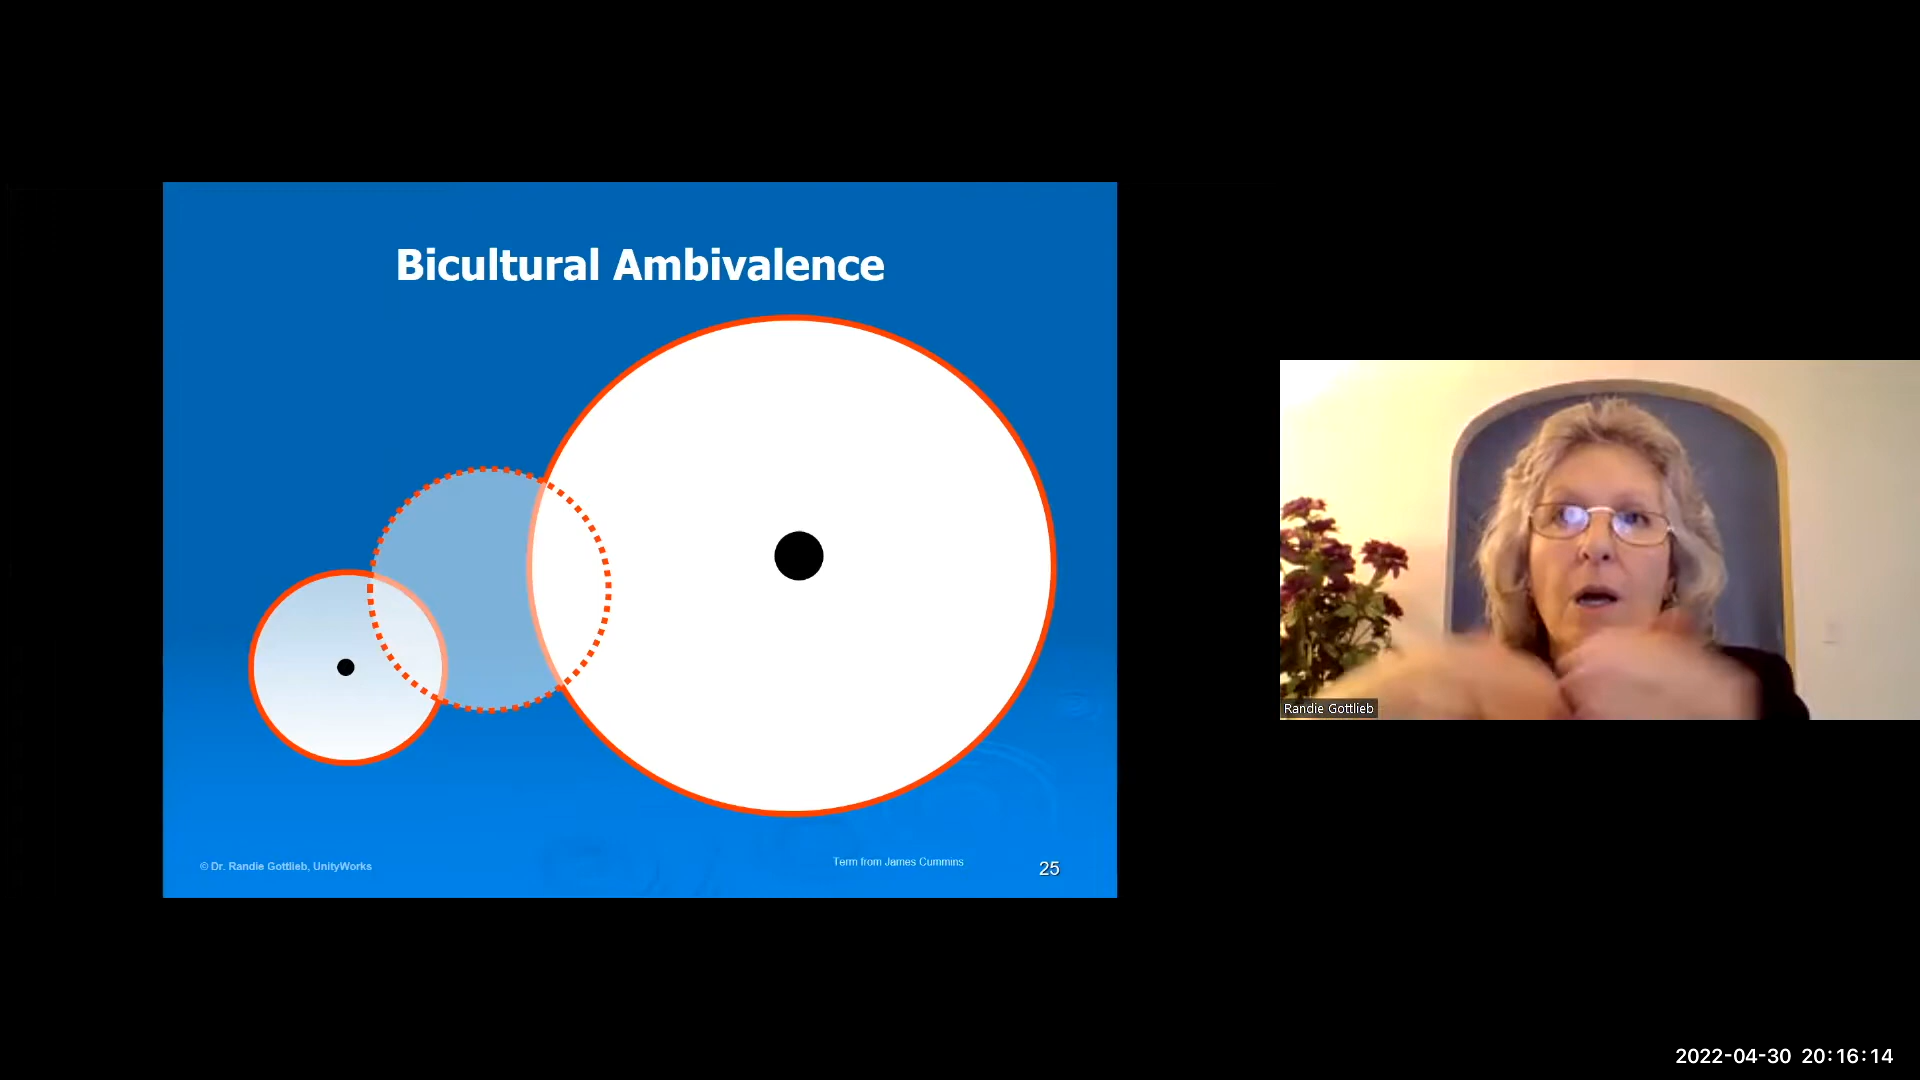 Bicultural Ambivalence
© Dr. Randie Gottlieb, UnityWorks
Term from James Cummins
25
Randie Gottlieb
2022-04-30 20:16:14